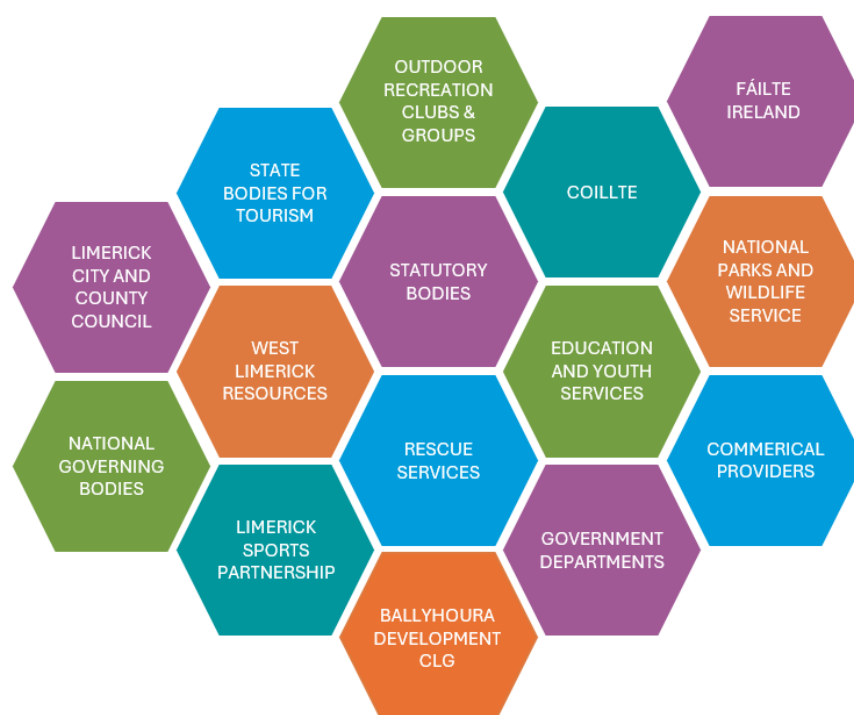 OUTDOOR
RECREATION
CLUBS &
GROUPS
FÁILTE
IRELAND
STATE
BODIES FOR
TOURISM
COILLTE
LIMERICK
CITY AND
COUNTY
COUNCIL
STATUTORY
BODIES
NATIONAL
PARKS AND
WILDLIFE
SERVICE
WEST
LIMERICK
RESOURCES
EDUCATION
AND YOUTH
SERVICES
NATIONAL
GOVERNING
BODIES
RESCUE
SERVICES
COMMERICAL
PROVIDERS
LIMERICK
SPORTS
PARTNERSHIP
GOVERNMENT
DEPARTMENTS
BALLYHOURA
DEVELOPMENT
CLG